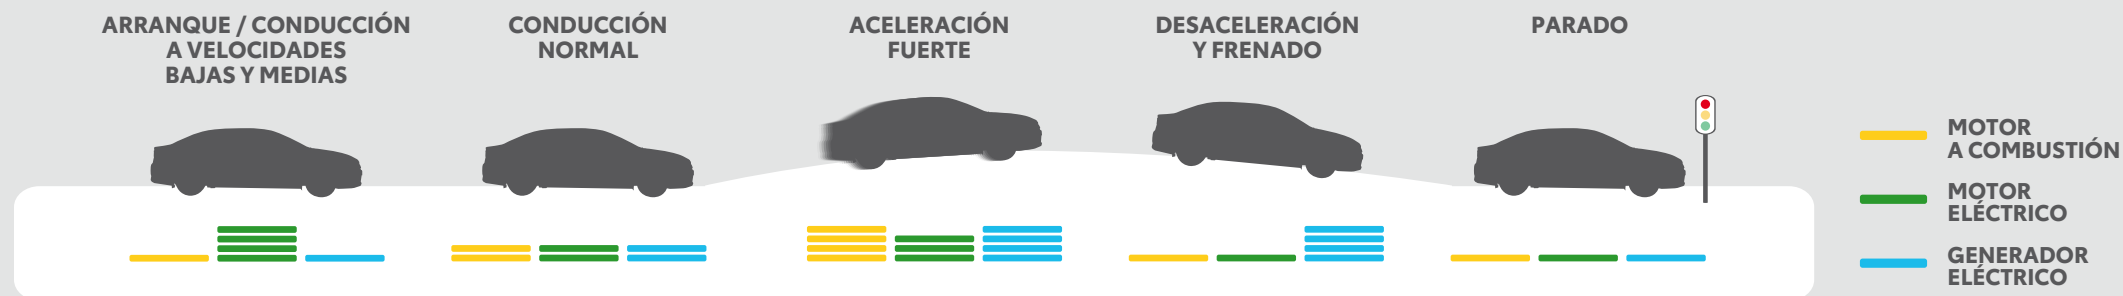 ARRANQUE / CONDUCCIÓN
A VELOCIDADES
BAJAS Y MEDIAS
CONDUCCIÓN
NORMAL
ACELERACIÓN
FUERTE
DESACELERACIÓN
Y FRENADO
PARADO
MOTOR
A COMBUSTIÓN
MOTOR
ELÉCTRICO
GENERADOR
ELÉCTRICO